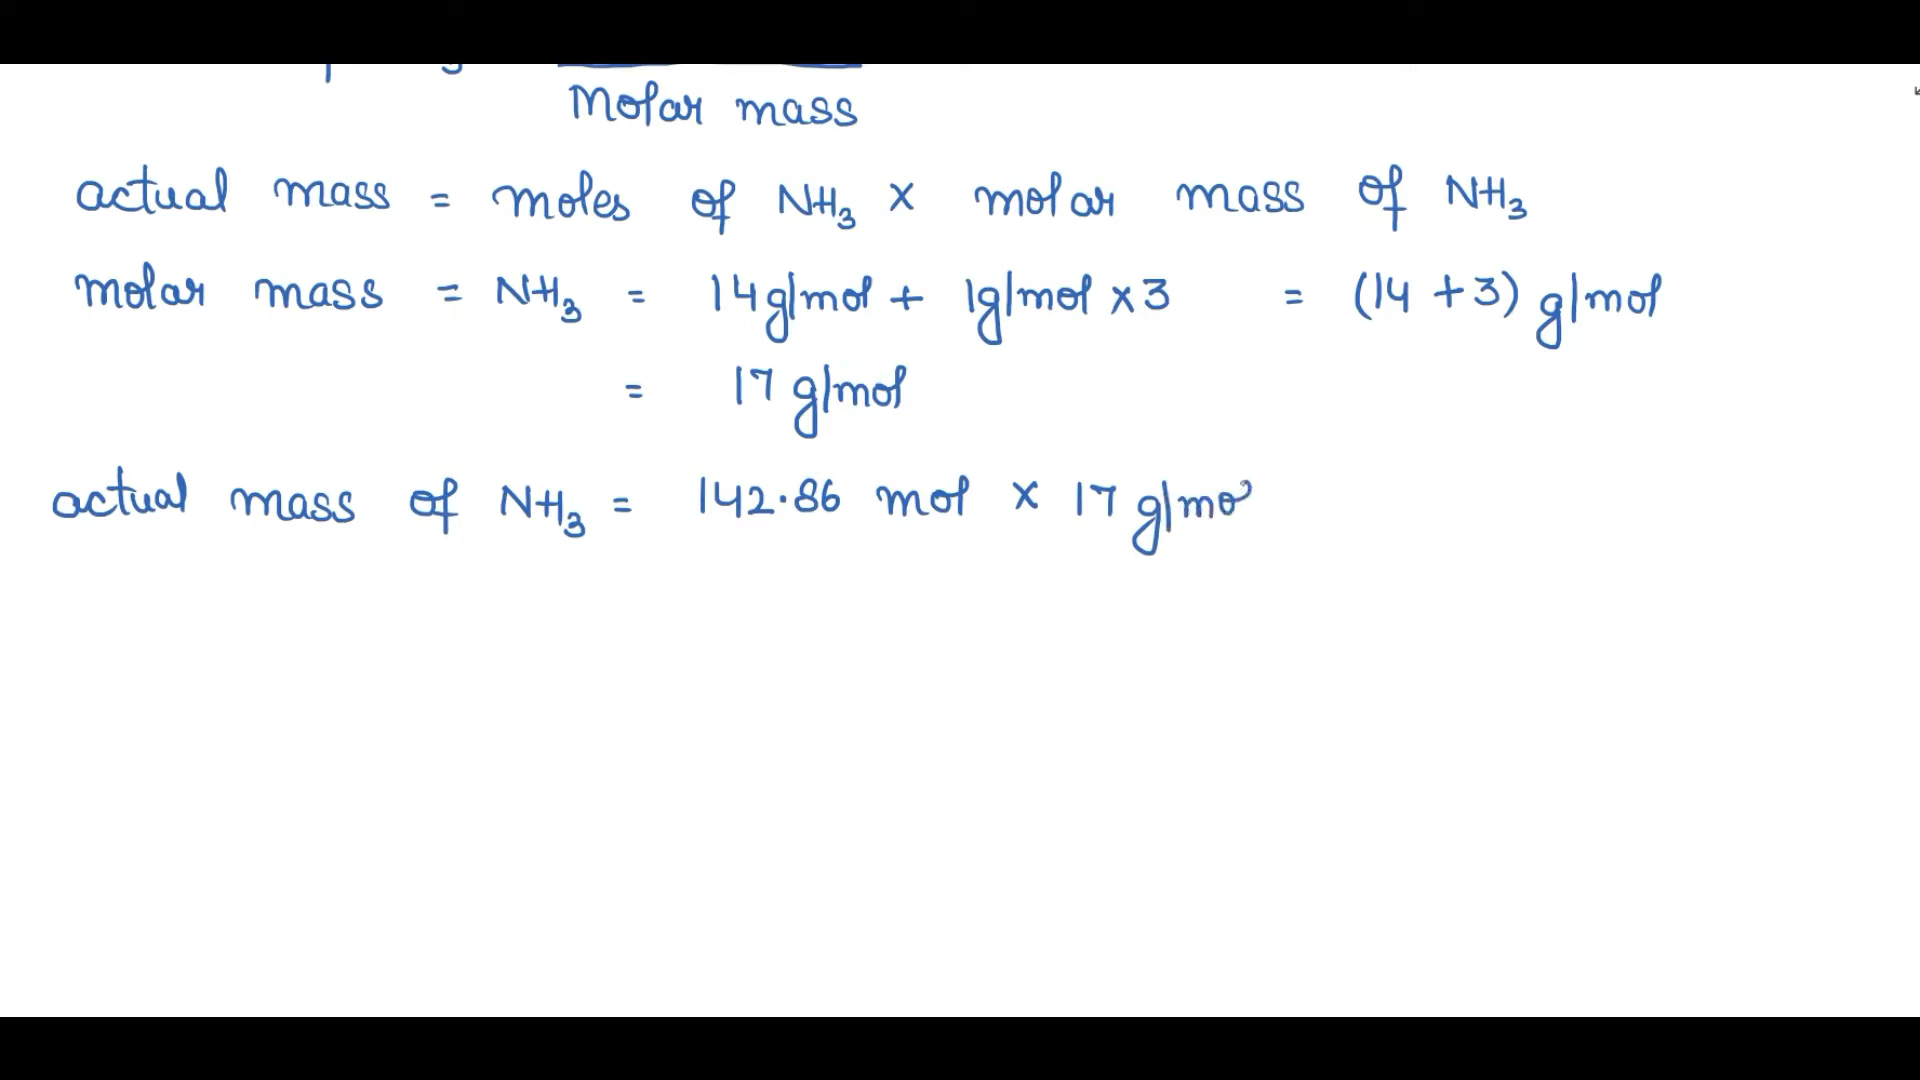 Molar mass
actual mass = moles of NH₃ × molar mass of NH₃
molar mass = NH₃ = 14g/mol + 1g/mol × 3 = (14 + 3) g/mol
= 17 g/mol
actual mass of NH₃ = 142.86 mol × 17 g/mo